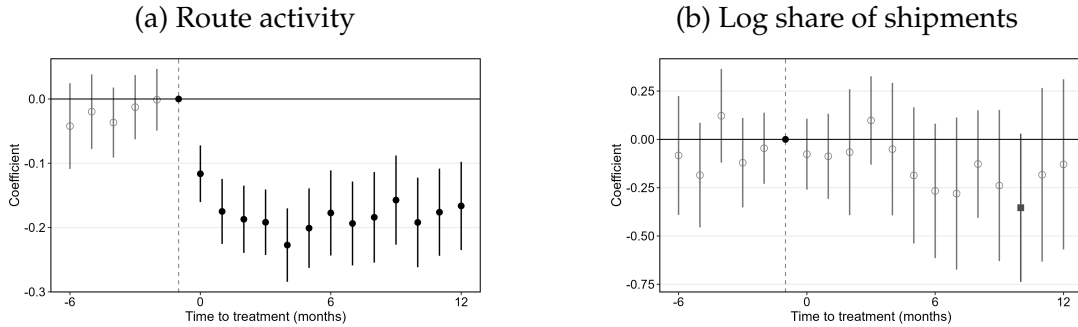 (a) Route activity
0.0
-0.1
-0.2
-0.3
Coefficient
-6
0
6
12
Time to treatment (months)
(b) Log share of shipments
0.25
0.00
-0.25
-0.50
-0.75
Coefficient
-6
0
6
12
Time to treatment (months)